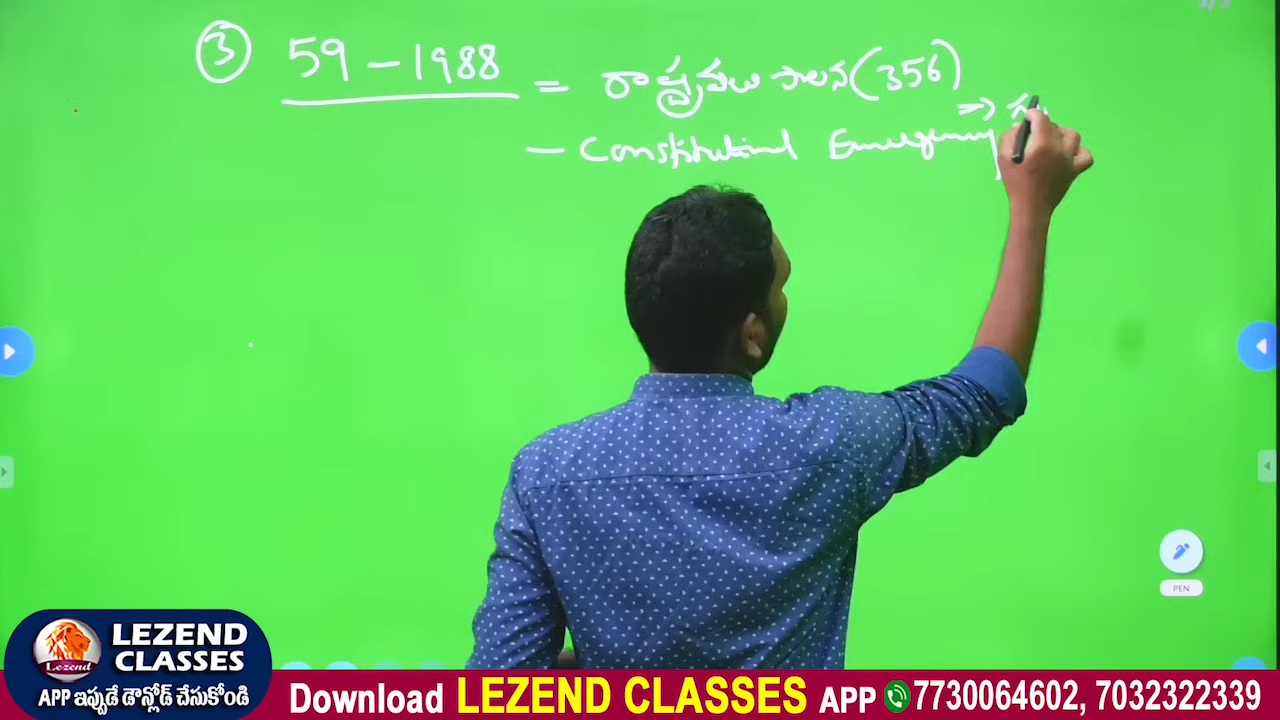 ③ 59 - 1988 = రాష్ట్రపతి పాలన (356)
⇒
- Constitutional Emergency
PEN
LEZEND
CLASSES
Lezend
APP ఇప్పుడే డౌన్లోడ్ చేసుకోండి
Download LEZEND CLASSES APP 7730064602, 7032322339